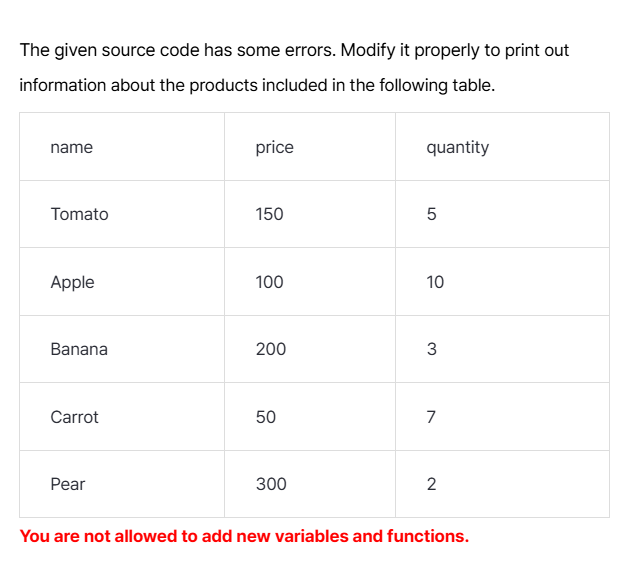 The given source code has some errors. Modify it properly to print out
information about the products included in the following table.
name price quantity
Tomato 150 5
Apple 100 10
Banana 200 3
Carrot 50 7
Pear 300 2
You are not allowed to add new variables and functions.